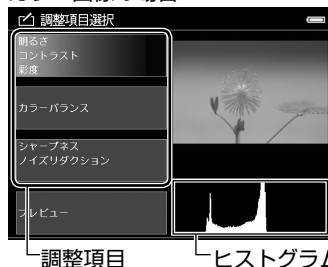 調整項目選択
明るさ
コントラスト
彩度
カラーバランス
シャープネス
ノイズリダクション
プレビュー
調整項目
ヒストグラム